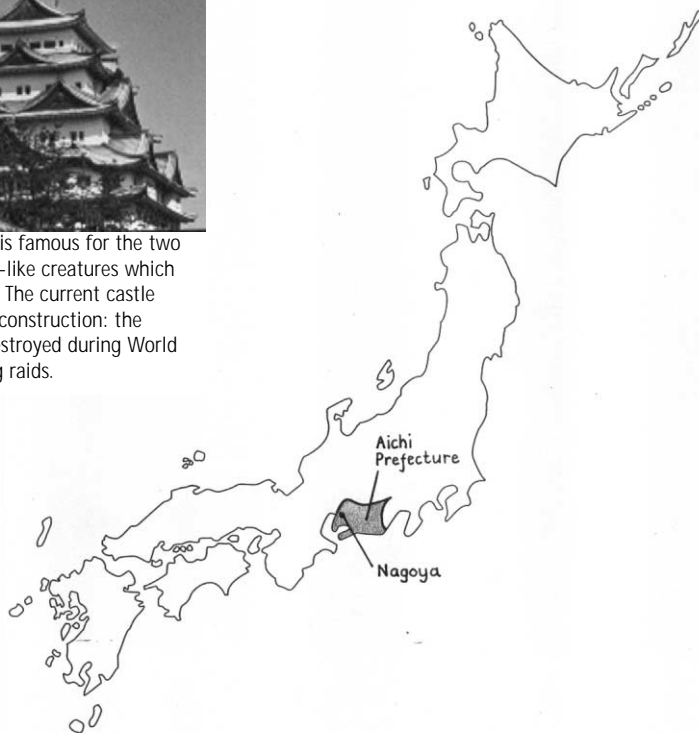 is famous for the two
-like creatures which
The current castle
construction: the
stroyed during World
raids.
Aichi
Prefecture
Nagoya